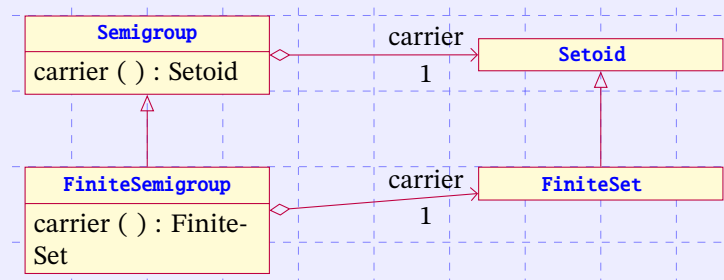 Semigroup
carrier ( ) : Setoid
carrier
1
Setoid
FiniteSemigroup
carrier ( ) : Finite-
Set
carrier
1
FiniteSet